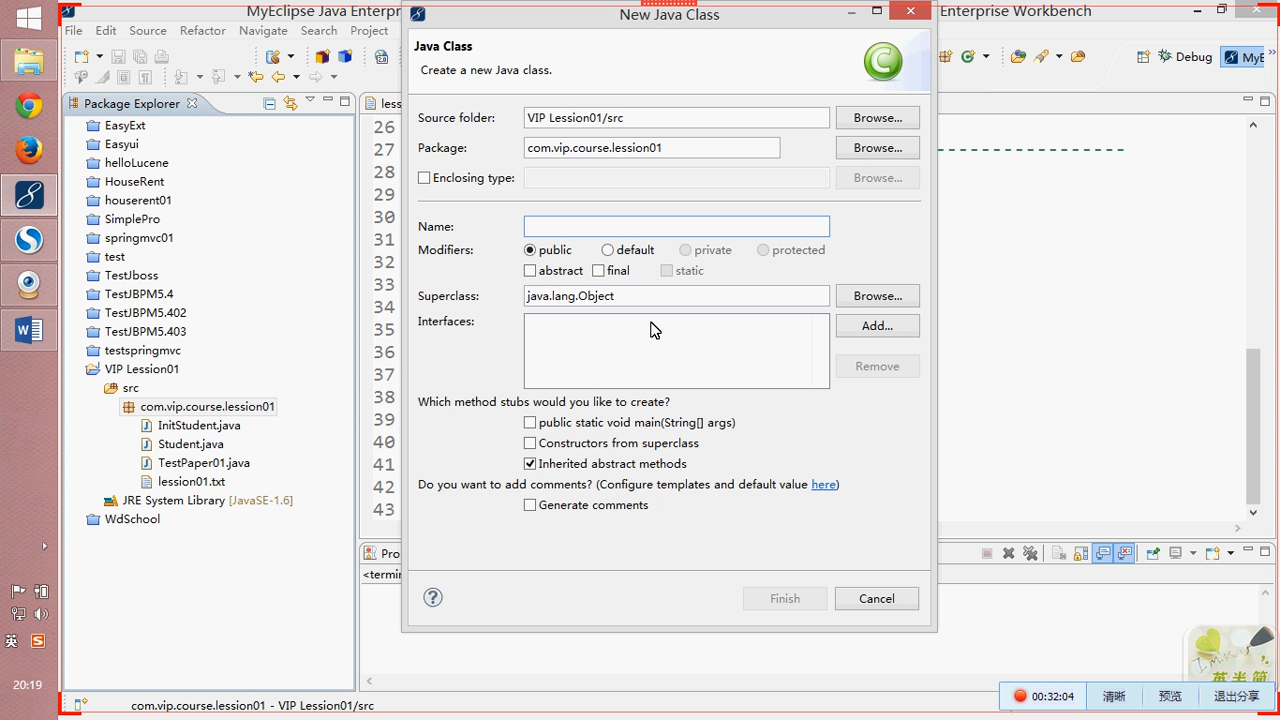 MyEclipse Java Enterpr
New Java Class
Enterprise Workbench
File Edit Source Refactor Navigate Search Project
Debug
MyE
Java Class
Create a new Java class.
Package Explorer
less
EasyExt
Easyui
helloLucene
HouseRent
houserent01
SimplePro
springmvc01
test
TestJboss
TestJBPM5.4
TestJBPM5.402
TestJBPM5.403
testspringmvc
VIP Lession01
src
com.vip.course.lession01
InitStudent.java
Student.java
TestPaper01.java
lession01.txt
JRE System Library [JavaSE-1.6]
WdSchool
26
27
28
29
30
31
32
33
34
35
36
37
38
39
40
41
42
43
Source folder: VIP Lession01/src Browse...
Package: com.vip.course.lession01 Browse...
Enclosing type: Browse...
Name:
Modifiers: public default private protected
abstract final static
Superclass: java.lang.Object Browse...
Interfaces: Add...
Remove
Which method stubs would you like to create?
public static void main(String[] args)
Constructors from superclass
Inherited abstract methods
Do you want to add comments? (Configure templates and default value here)
Generate comments
Finish Cancel
Pro
<termin
英
20:19
英半简
00:32:04 清晰 预览 退出分享
com.vip.course.lession01 - VIP Lession01/src